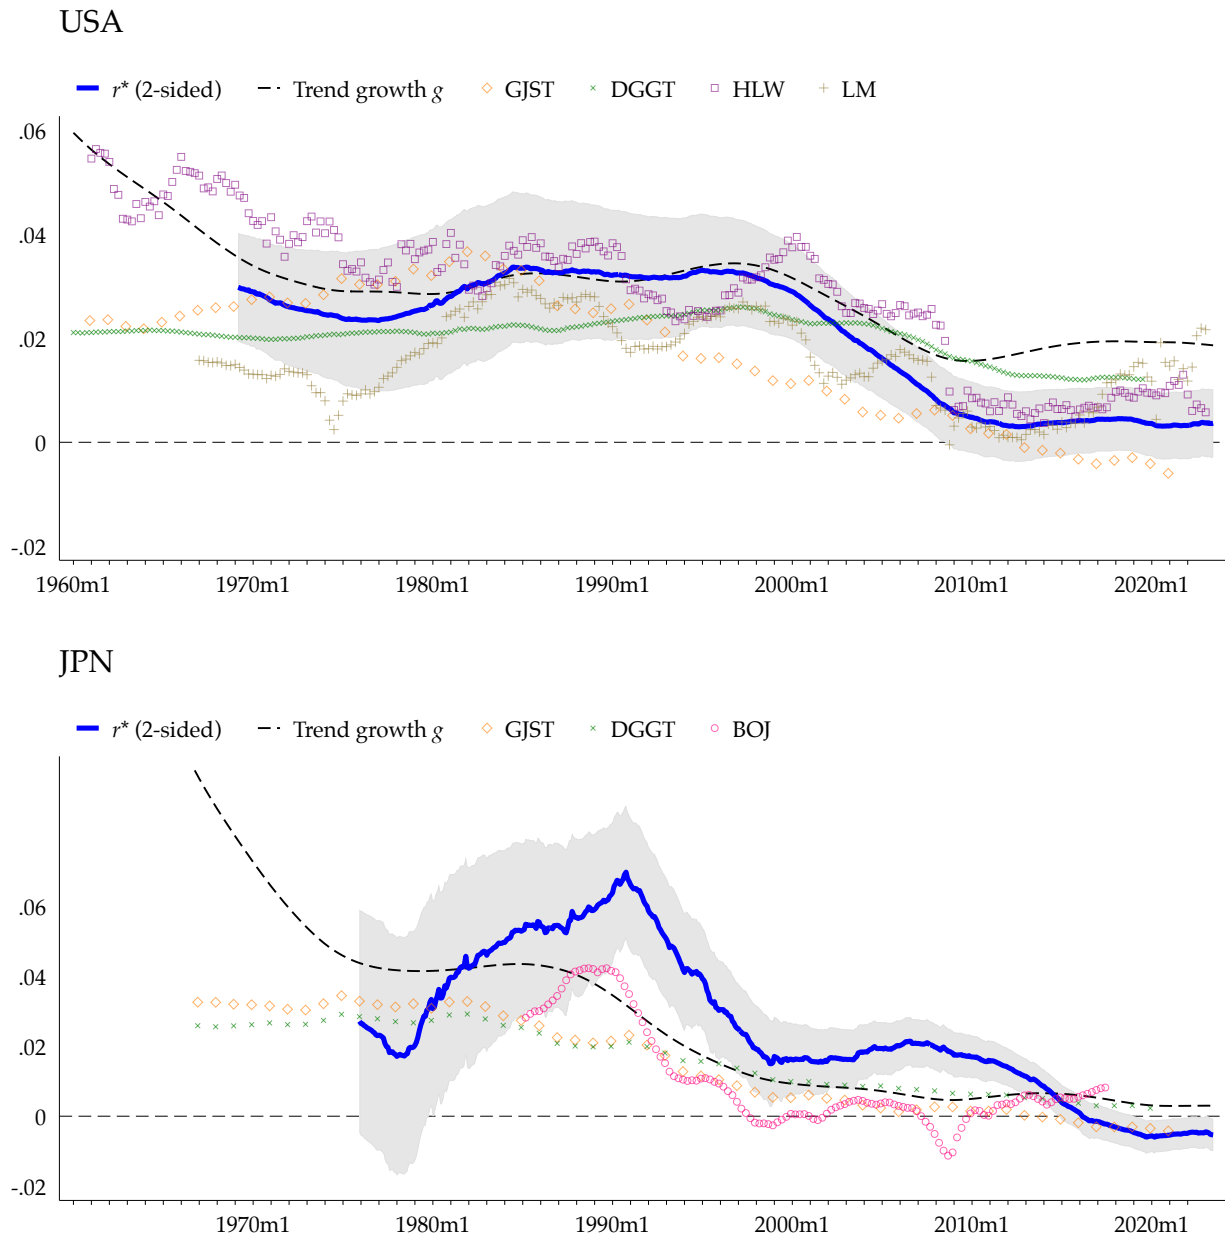 USA
r* (2-sided) Trend growth g GJST DGGT HLW LM
.06
.04
.02
0
-.02
1960m1 1970m1 1980m1 1990m1 2000m1 2010m1 2020m1
JPN
r* (2-sided) Trend growth g GJST DGGT BOJ
.06
.04
.02
0
-.02
1970m1 1980m1 1990m1 2000m1 2010m1 2020m1